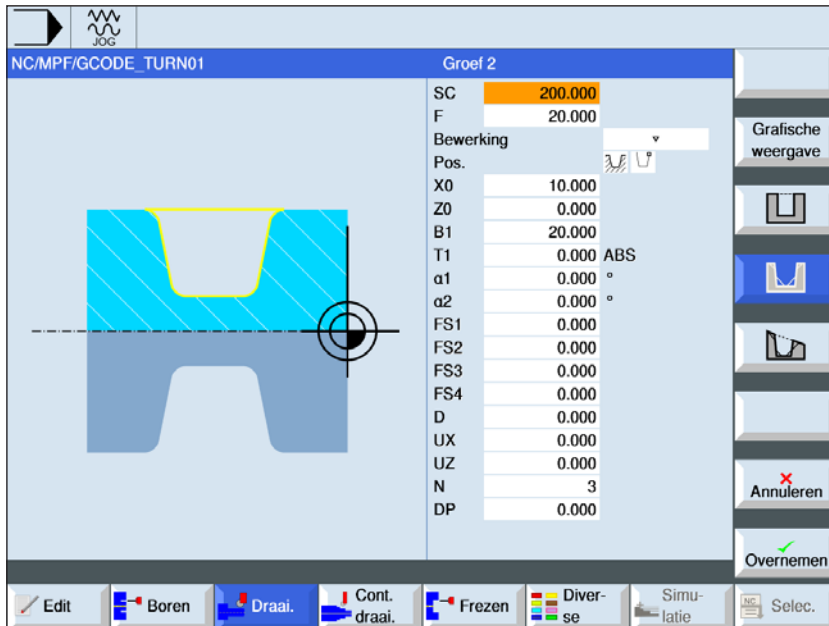 JOG
NC/MPF/GCODE_TURN01
Groef 2
SC 200.000
F 20.000
Bewerking
Pos.
X0 10.000
Z0 0.000
B1 20.000
T1 0.000 ABS
α1 0.000 °
α2 0.000 °
FS1 0.000
FS2 0.000
FS3 0.000
FS4 0.000
D 0.000
UX 0.000
UZ 0.000
N 3
DP 0.000
Grafische
weergave
Annuleren
Overnemen
Edit
Boren
Draai.
Cont.
draai.
Frezen
Diver-
se
Simu-
latie
NC
Selec.